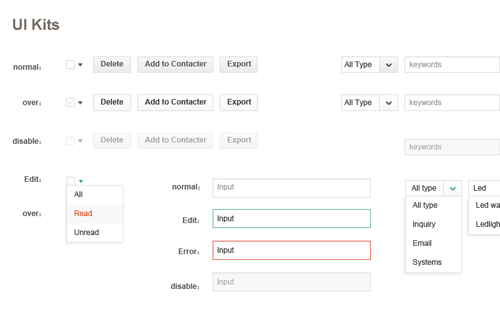 UI Kits
normal: Delete Add to Contacter Export All Type keywords
over: Delete Add to Contacter Export All Type keywords
disable: Delete Add to Contacter Export keywords
Edit:
All
over: Read
Unread
normal: Input
Edit: Input
Error: Input
disable: Input
All type Led
All type Led wa
Inquiry Ledligh
Email
Systems